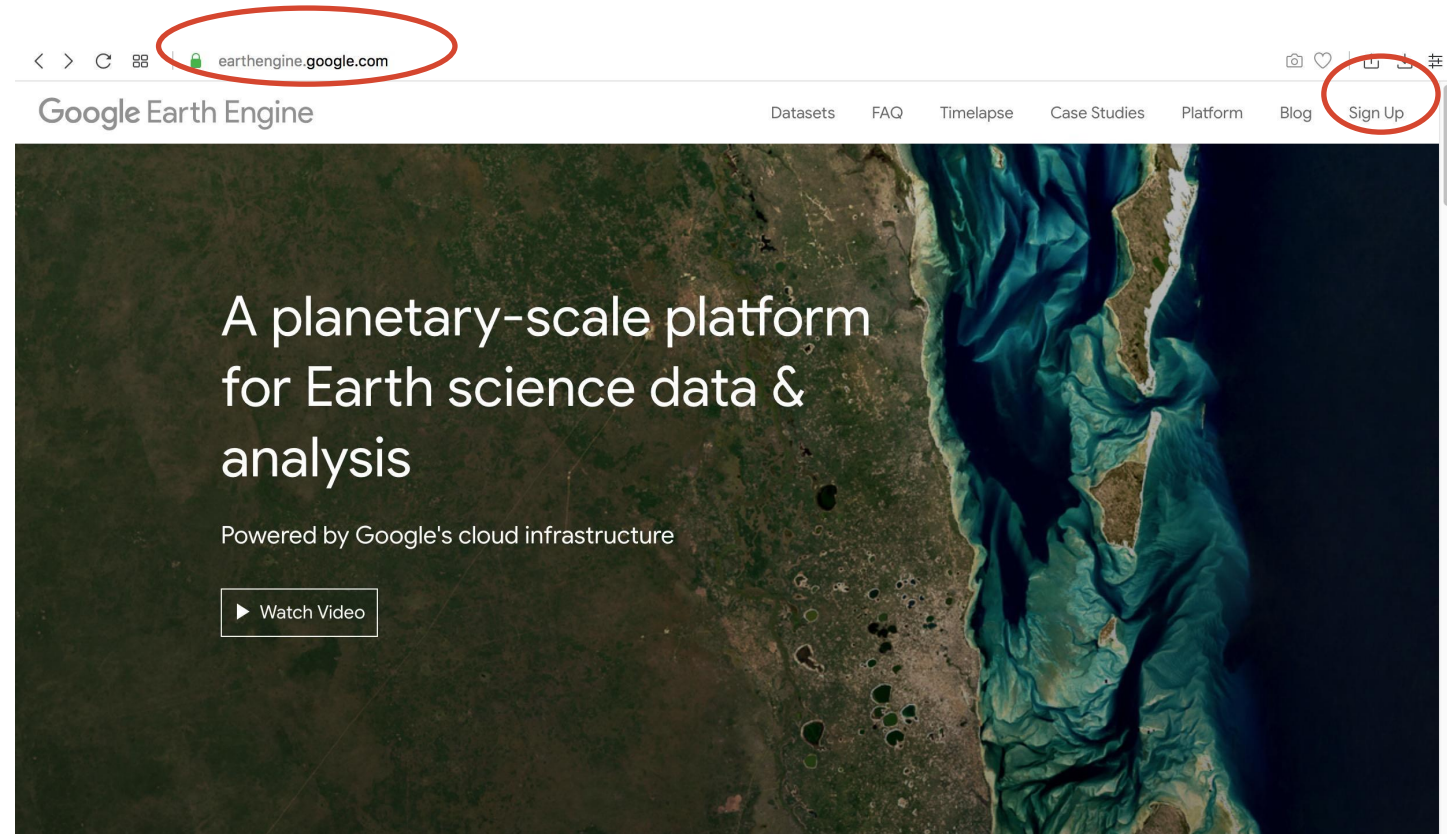 earthengine.google.com
Google Earth Engine
Datasets FAQ Timelapse Case Studies Platform Blog Sign Up
A planetary-scale platform
for Earth science data &
analysis
Powered by Google's cloud infrastructure
Watch Video